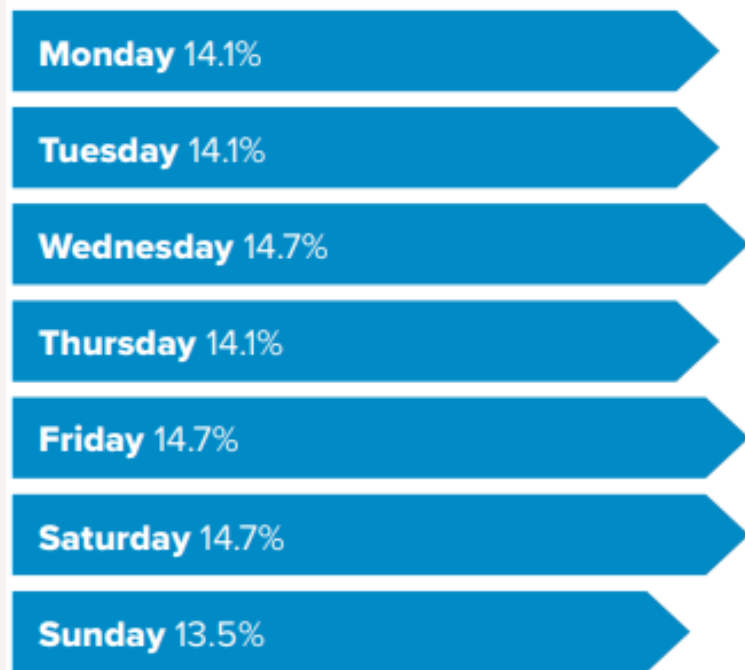 Monday 14.1%
Tuesday 14.1%
Wednesday 14.7%
Thursday 14.1%
Friday 14.7%
Saturday 14.7%
Sunday 13.5%